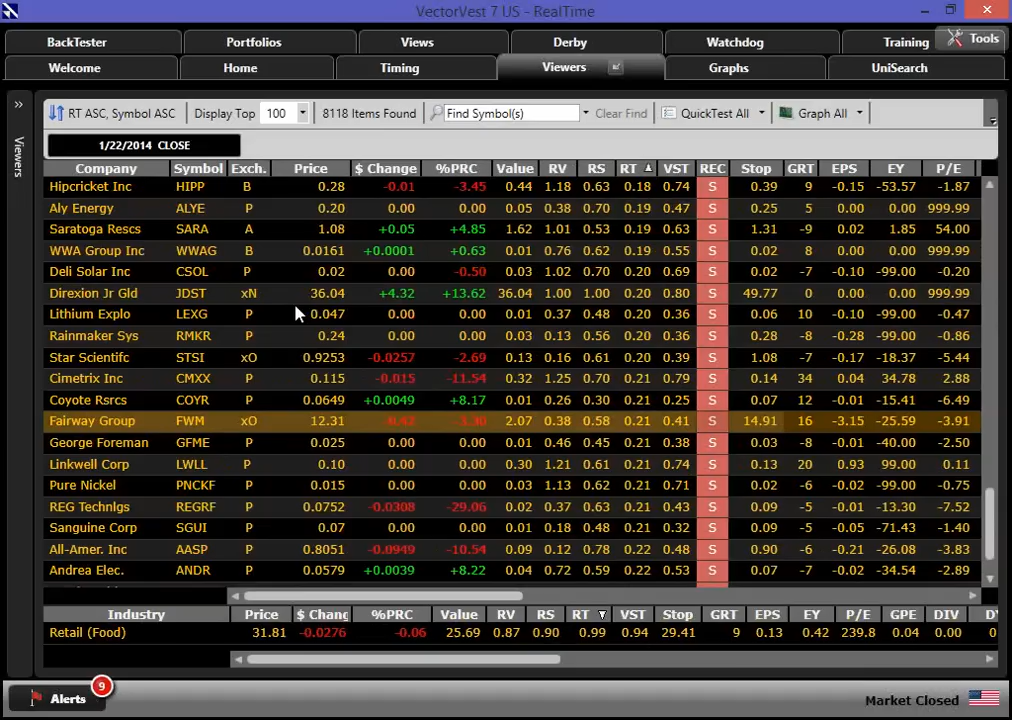 VectorVest 7 US - RealTime
BackTester Portfolios Views Derby Watchdog Training Tools
Welcome Home Timing Viewers Graphs UniSearch
Viewers
RT ASC, Symbol ASC Display Top 100 8118 Items Found Find Symbol(s) Clear Find QuickTest All Graph All
1/22/2014 CLOSE
Company Symbol Exch. Price $ Change %PRC Value RV RS RT VST REC Stop GRT EPS EY P/E
Hipcricket Inc HIPP B 0.28 -0.01 -3.45 0.44 1.18 0.63 0.18 0.74 S 0.39 9 -0.15 -53.57 -1.87
Aly Energy ALYE P 0.20 0.00 0.00 0.05 0.38 0.70 0.19 0.47 S 0.25 5 0.00 0.00 999.99
Saratoga Rescs SARA A 1.08 +0.05 +4.85 1.62 1.01 0.53 0.19 0.63 S 1.31 -9 0.02 1.85 54.00
WWA Group Inc WWAG B 0.0161 +0.0001 +0.63 0.01 0.76 0.62 0.19 0.55 S 0.02 8 0.00 0.00 999.99
Deli Solar Inc CSOL P 0.02 0.00 -0.50 0.03 1.02 0.70 0.20 0.69 S 0.02 -7 -0.10 -99.00 -0.20
Direxion Jr Gld JDST xN 36.04 +4.32 +13.62 36.04 1.00 1.00 0.20 0.80 S 49.77 0 0.00 0.00 999.99
Lithium Explo LEXG P 0.047 0.00 0.00 0.01 0.37 0.48 0.20 0.36 S 0.06 10 -0.10 -99.00 -0.47
Rainmaker Sys RMKR P 0.24 0.00 0.00 0.03 0.13 0.56 0.20 0.36 S 0.28 -8 -0.28 -99.00 -0.86
Star Scientifc STSI xO 0.9253 -0.0257 -2.69 0.13 0.16 0.61 0.20 0.39 S 1.08 -7 -0.17 -18.37 -5.44
Cimetrix Inc CMXX P 0.115 -0.015 -11.54 0.32 1.25 0.70 0.21 0.79 S 0.14 34 0.04 34.78 2.88
Coyote Rsrcs COYR P 0.0649 +0.0049 +8.17 0.01 0.26 0.30 0.21 0.25 S 0.07 12 -0.01 -15.41 -6.49
Fairway Group FWM xO 12.31 -0.42 -3.30 2.07 0.38 0.58 0.21 0.41 S 14.91 16 -3.15 -25.59 -3.91
George Foreman GFME P 0.025 0.00 0.00 0.01 0.46 0.45 0.21 0.38 S 0.03 -8 -0.01 -40.00 -2.50
Linkwell Corp LWLL P 0.10 0.00 0.00 0.30 1.21 0.61 0.21 0.74 S 0.13 20 0.93 99.00 0.11
Pure Nickel PNCKF P 0.015 0.00 0.00 0.03 1.13 0.62 0.21 0.71 S 0.02 -6 -0.02 -99.00 -0.75
REG Technlgs REGRF P 0.0752 -0.0308 -29.06 0.02 0.37 0.63 0.21 0.43 S 0.09 -5 -0.01 -13.30 -7.52
Sanguine Corp SGUI P 0.07 0.00 0.00 0.01 0.18 0.48 0.21 0.32 S 0.09 -5 -0.05 -71.43 -1.40
All-Amer. Inc AASP P 0.8051 -0.0949 -10.54 0.09 0.12 0.78 0.22 0.48 S 0.90 -6 -0.21 -26.08 -3.83
Andrea Elec. ANDR P 0.0579 +0.0039 +8.22 0.04 0.72 0.59 0.22 0.53 S 0.07 -7 -0.02 -34.54 -2.89
Industry Price $ Chang %PRC Value RV RS RT VST Stop GRT EPS EY P/E GPE DIV DY
Retail (Food) 31.81 -0.0276 -0.06 25.69 0.87 0.90 0.99 0.94 29.41 9 0.13 0.42 239.8 0.04 0.00 0
Alerts 9 Market Closed